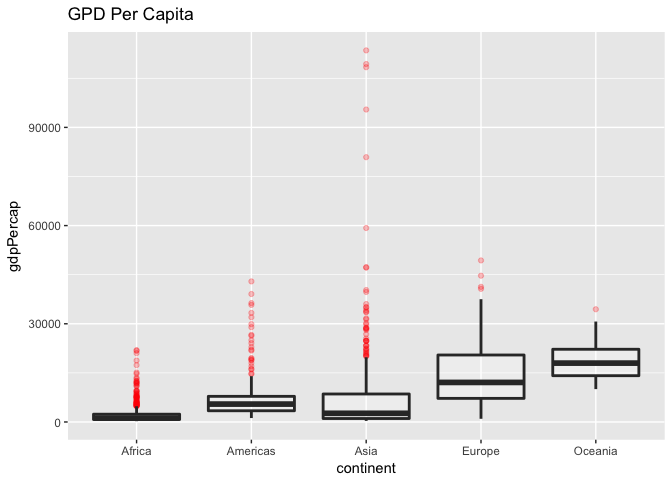 GPD Per Capita
gdpPercap
90000
60000
30000
0
Africa Americas Asia Europe Oceania
continent